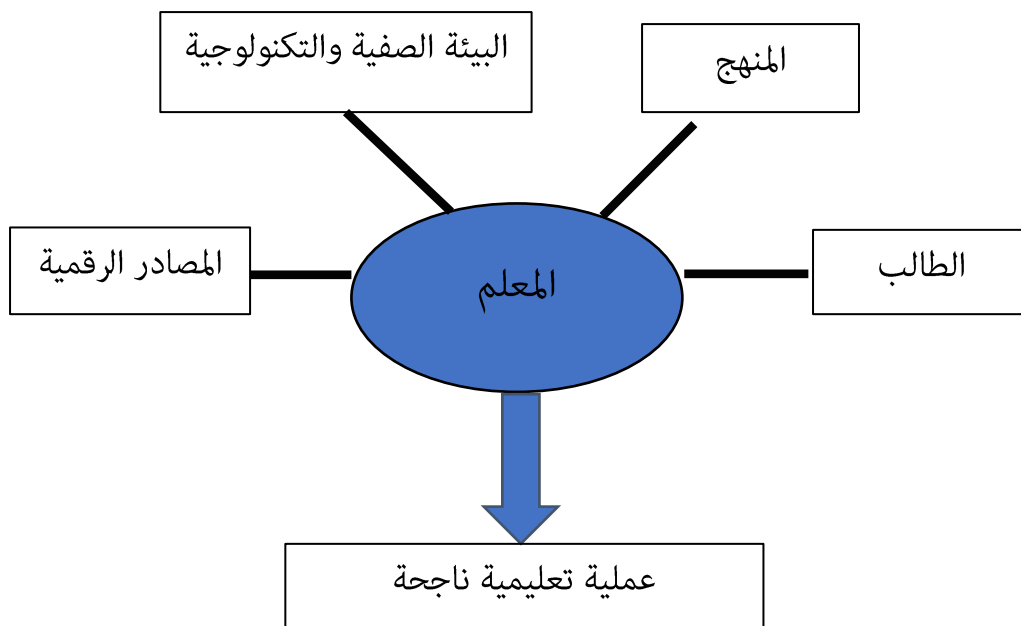 البيئة الصفية والتكنولوجية
المنهج
المصادر الرقمية
المعلم
الطالب
عملية تعليمية ناجحة